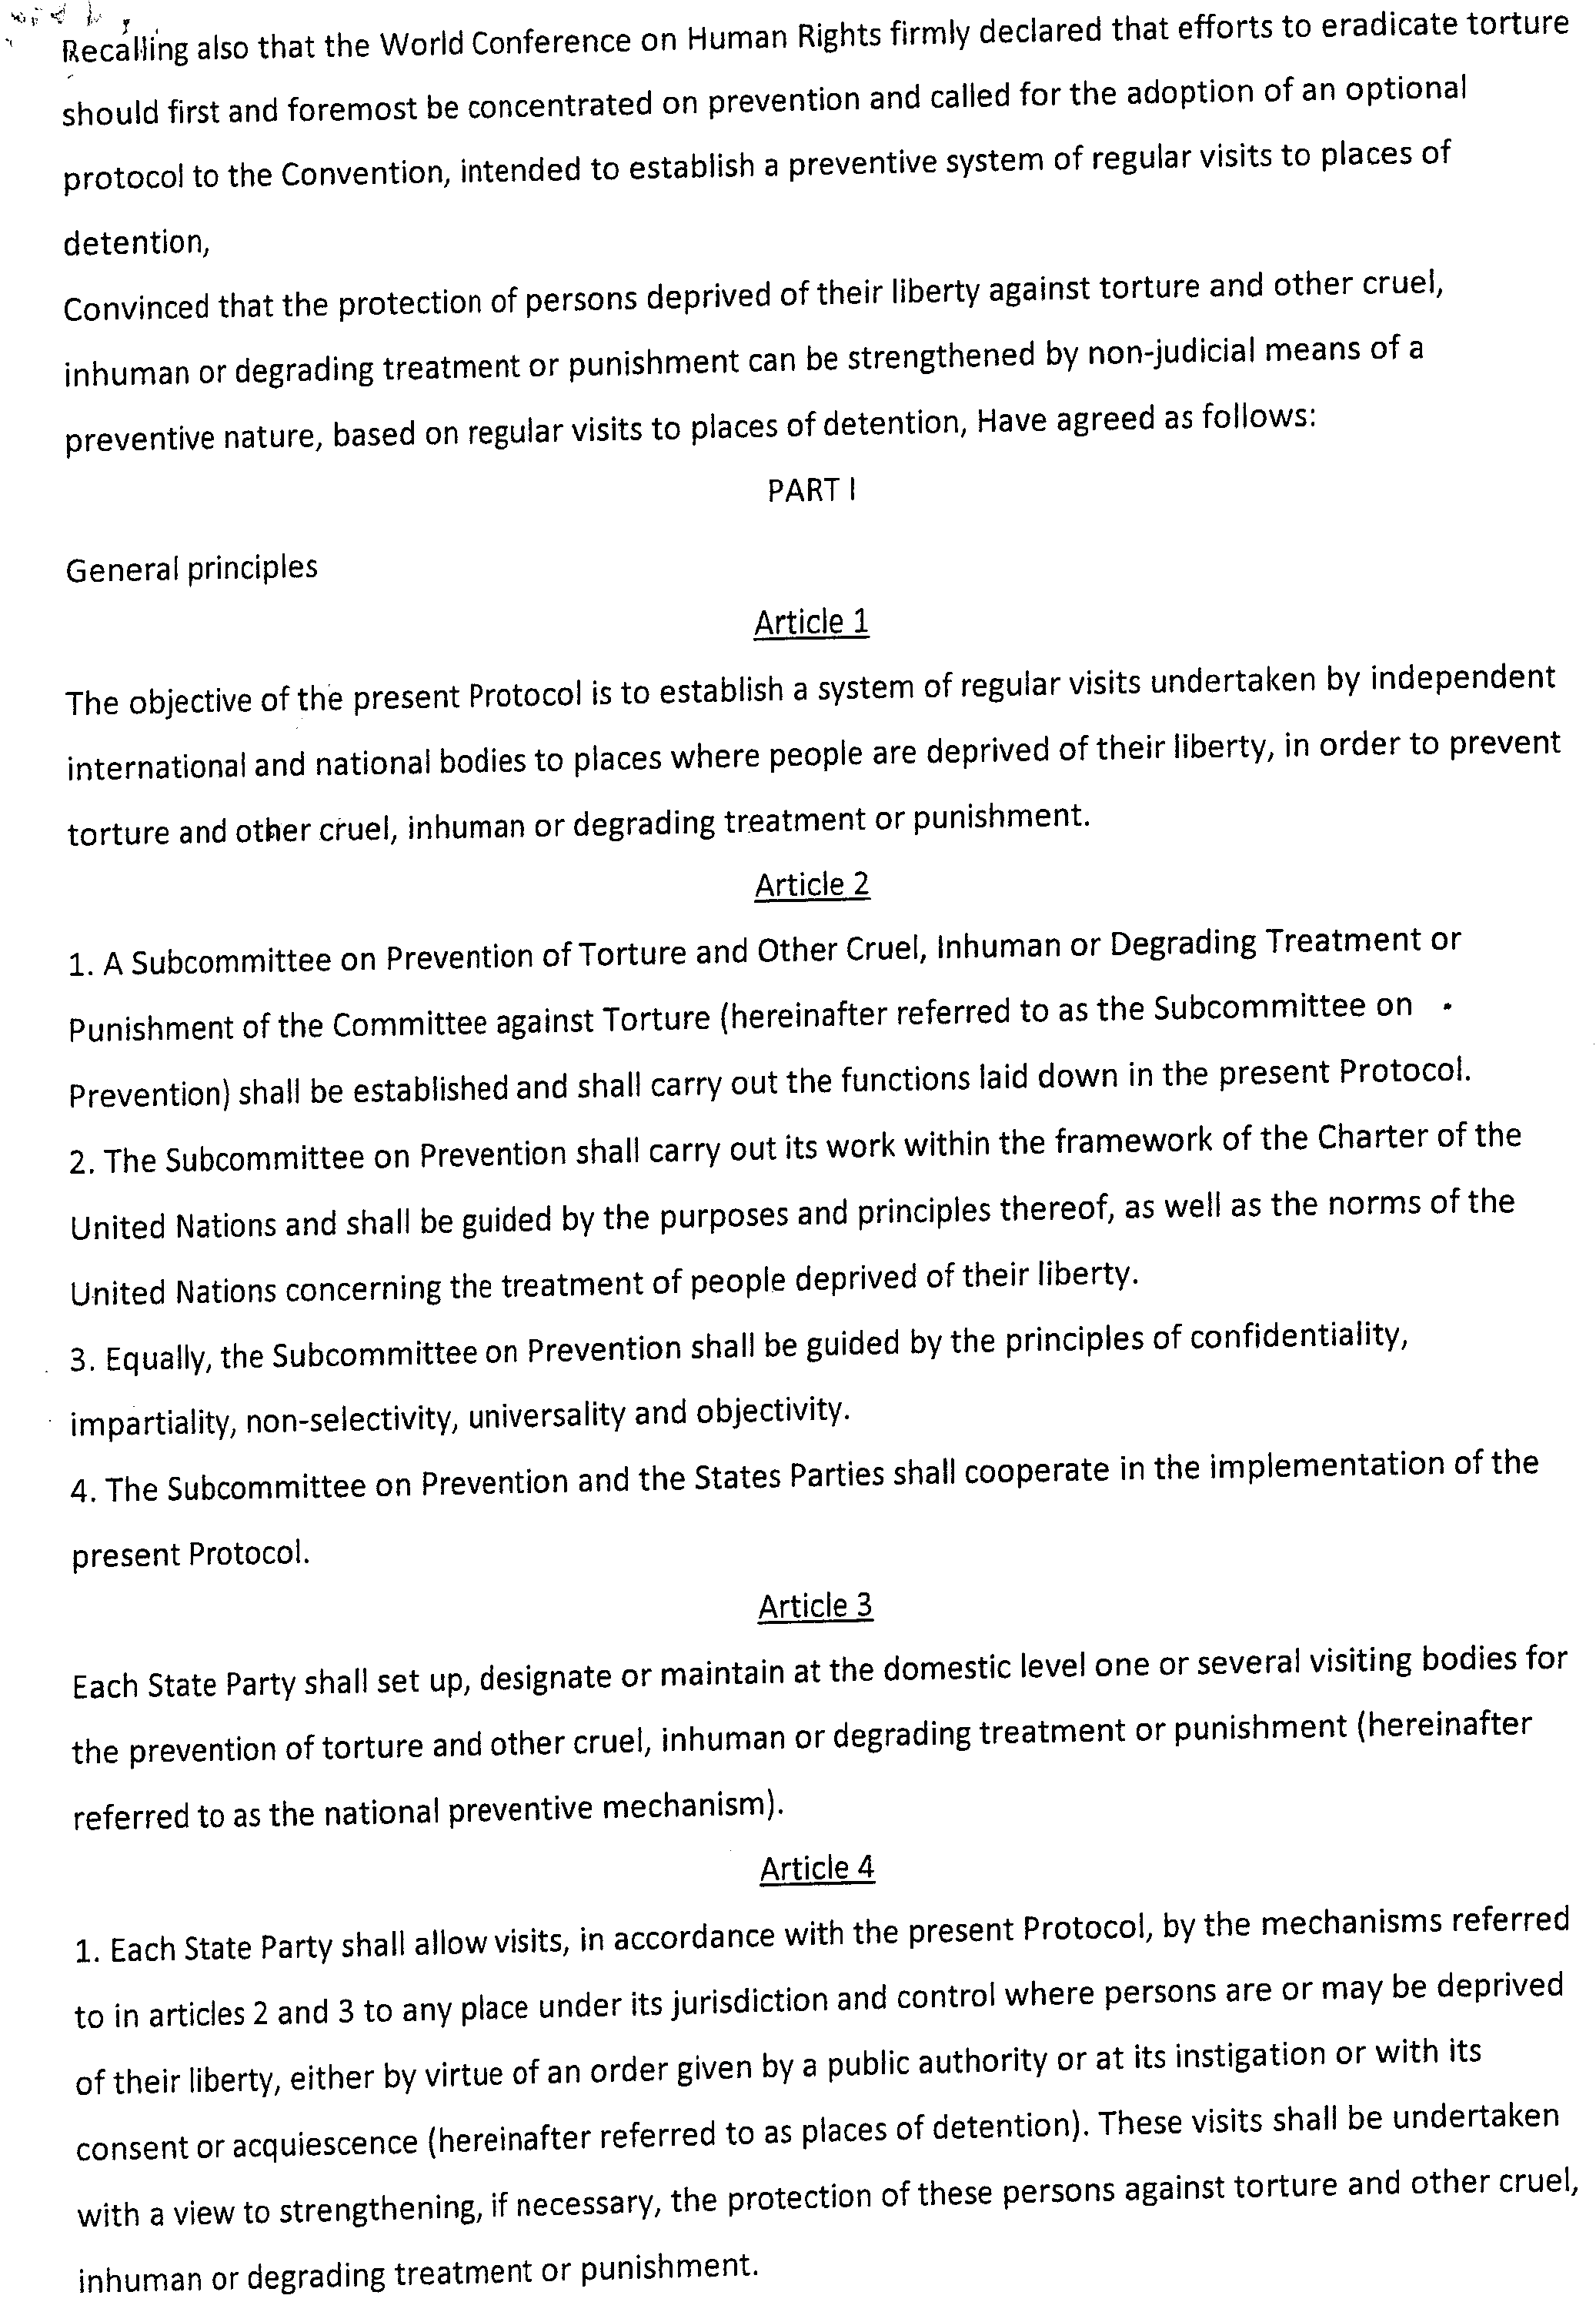 Recalling also that the World Conference on Human Rights firmly declared that efforts to eradicate torture
should first and foremost be concentrated on prevention and called for the adoption of an optional
protocol to the Convention, intended to establish a preventive system of regular visits to places of
detention,
Convinced that the protection of persons deprived of their liberty against torture and other cruel,
inhuman or degrading treatment or punishment can be strengthened by non-judicial means of a
preventive nature, based on regular visits to places of detention, Have agreed as follows:
PART I
General principles
Article 1
The objective of the present Protocol is to establish a system of regular visits undertaken by independent
international and national bodies to places where people are deprived of their liberty, in order to prevent
torture and other cruel, inhuman or degrading treatment or punishment.
Article 2
1. A Subcommittee on Prevention of Torture and Other Cruel, Inhuman or Degrading Treatment or
Punishment of the Committee against Torture (hereinafter referred to as the Subcommittee on
Prevention) shall be established and shall carry out the functions laid down in the present Protocol.
2. The Subcommittee on Prevention shall carry out its work within the framework of the Charter of the
United Nations and shall be guided by the purposes and principles thereof, as well as the norms of the
United Nations concerning the treatment of people deprived of their liberty.
3. Equally, the Subcommittee on Prevention shall be guided by the principles of confidentiality,
impartiality, non-selectivity, universality and objectivity.
4. The Subcommittee on Prevention and the States Parties shall cooperate in the implementation of the
present Protocol.
Article 3
Each State Party shall set up, designate or maintain at the domestic level one or several visiting bodies for
the prevention of torture and other cruel, inhuman or degrading treatment or punishment (hereinafter
referred to as the national preventive mechanism).
Article 4
1. Each State Party shall allow visits, in accordance with the present Protocol, by the mechanisms referred
to in articles 2 and 3 to any place under its jurisdiction and control where persons are or may be deprived
of their liberty, either by virtue of an order given by a public authority or at its instigation or with its
consent or acquiescence (hereinafter referred to as places of detention). These visits shall be undertaken
with a view to strengthening, if necessary, the protection of these persons against torture and other cruel,
inhuman or degrading treatment or punishment.